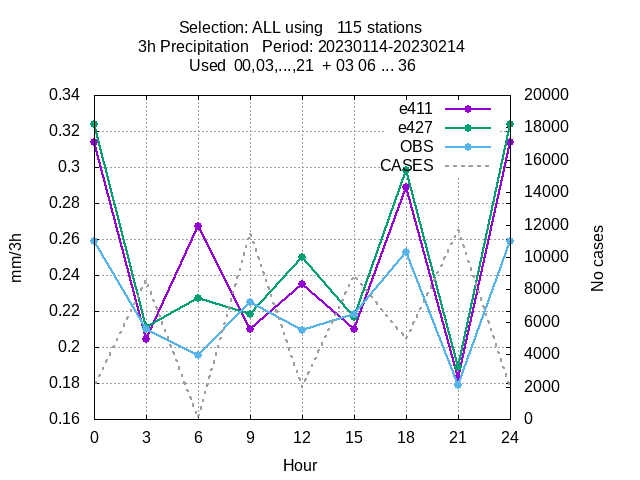 Selection: ALL using   115 stations
3h Precipitation   Period: 20230114-20230214
Used  00,03,...,21  + 03 06 ... 36
0.34
0.32
0.3
0.28
0.26
0.24
0.22
0.2
0.18
0.16
mm/3h
e411
e427
OBS
CASES
20000
18000
16000
14000
12000
10000
8000
6000
4000
2000
0
No cases
0 3 6 9 12 15 18 21 24
Hour